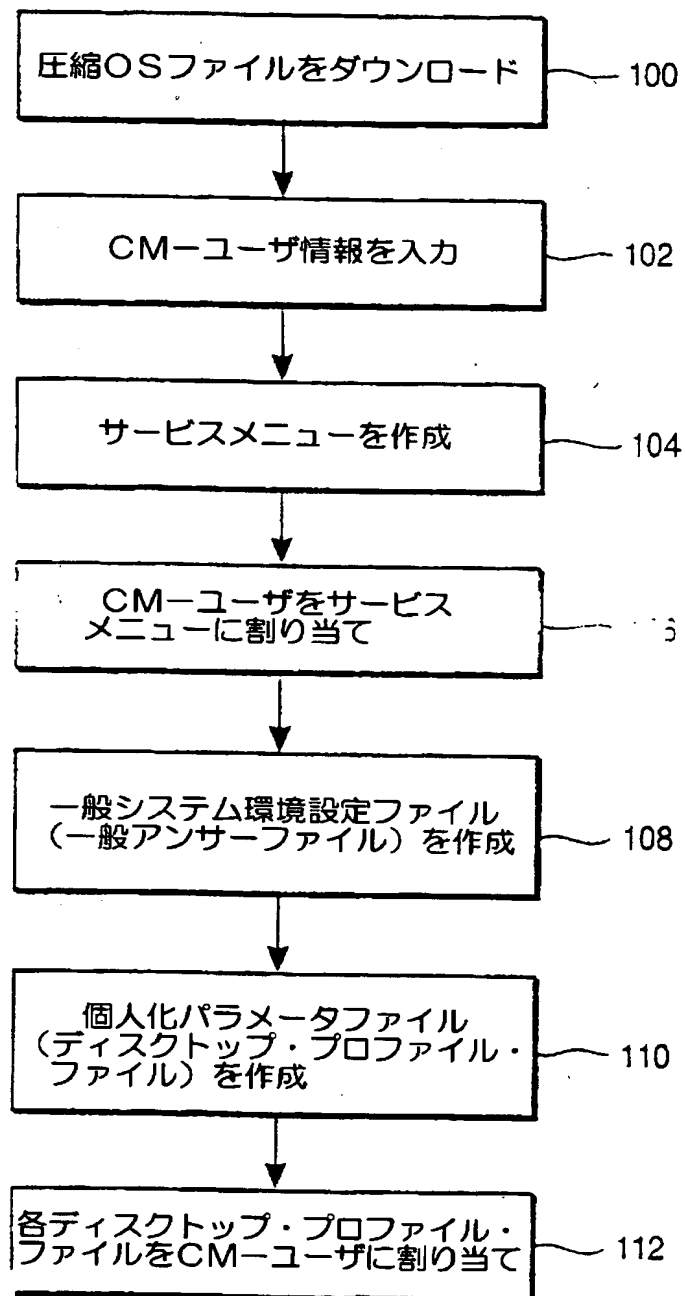 圧縮OSファイルをダウンロード
100
CM－ユーザ情報を入力
102
サービスメニューを作成
104
CM－ユーザをサービス
メニューに割り当て
一般システム環境設定ファイル
（一般アンサーファイル）を作成
108
個人化パラメータファイル
（ディスクトップ・プロファイル・
ファイル）を作成
110
各ディスクトップ・プロファイル・
ファイルをCM－ユーザに割り当て
112